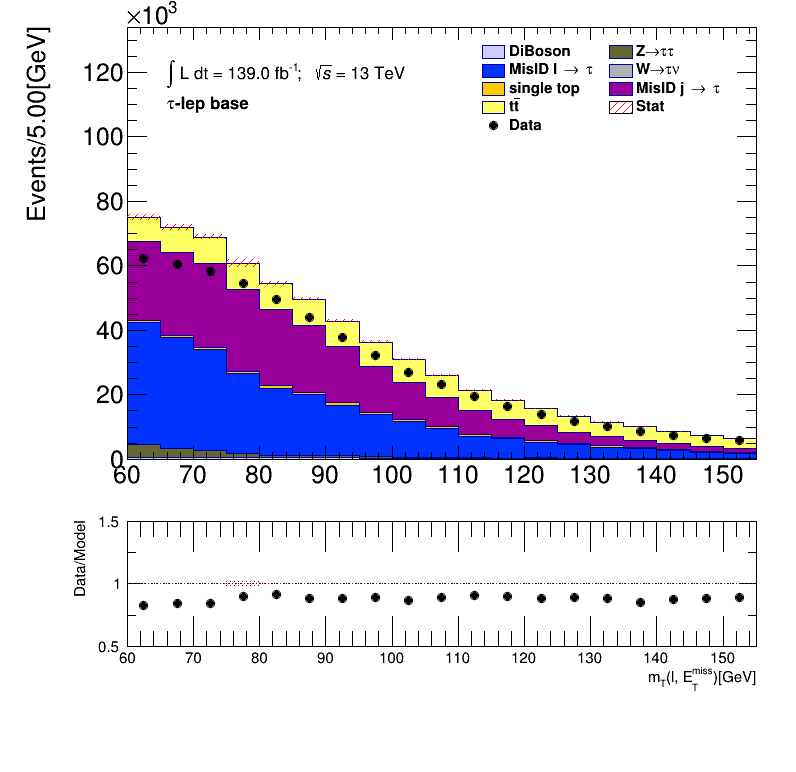 ×10³
Events/5.00[GeV]
∫ L dt = 139.0 fb⁻¹; √s = 13 TeV
τ-lep base
DiBoson
MisID l → τ
single top
tt̄
Data
Z→ττ
W→τν
MisID j → τ
Stat
120
100
80
60
40
20
0
60 70 80 90 100 110 120 130 140 150
Data/Model
1.5
1
0.5
60 70 80 90 100 110 120 130 140 150
m_T(l, E_T^miss)[GeV]